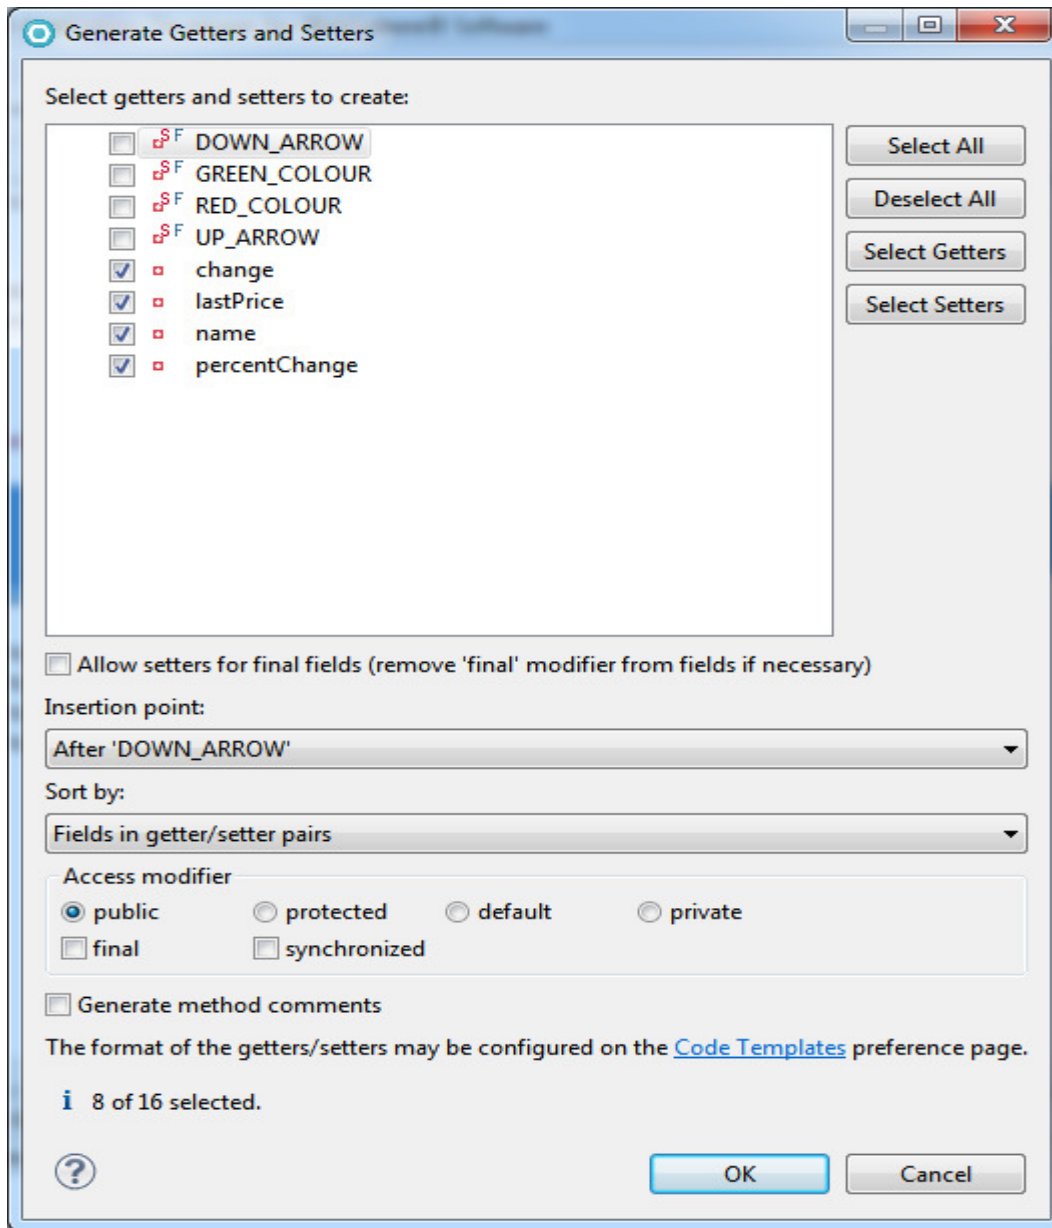 Generate Getters and Setters
Select getters and setters to create:
S F DOWN_ARROW
S F GREEN_COLOUR
S F RED_COLOUR
S F UP_ARROW
change
lastPrice
name
percentChange
Select All
Deselect All
Select Getters
Select Setters
Allow setters for final fields (remove 'final' modifier from fields if necessary)
Insertion point:
After 'DOWN_ARROW'
Sort by:
Fields in getter/setter pairs
Access modifier
public protected default private
final synchronized
Generate method comments
The format of the getters/setters may be configured on the Code Templates preference page.
i 8 of 16 selected.
? OK Cancel